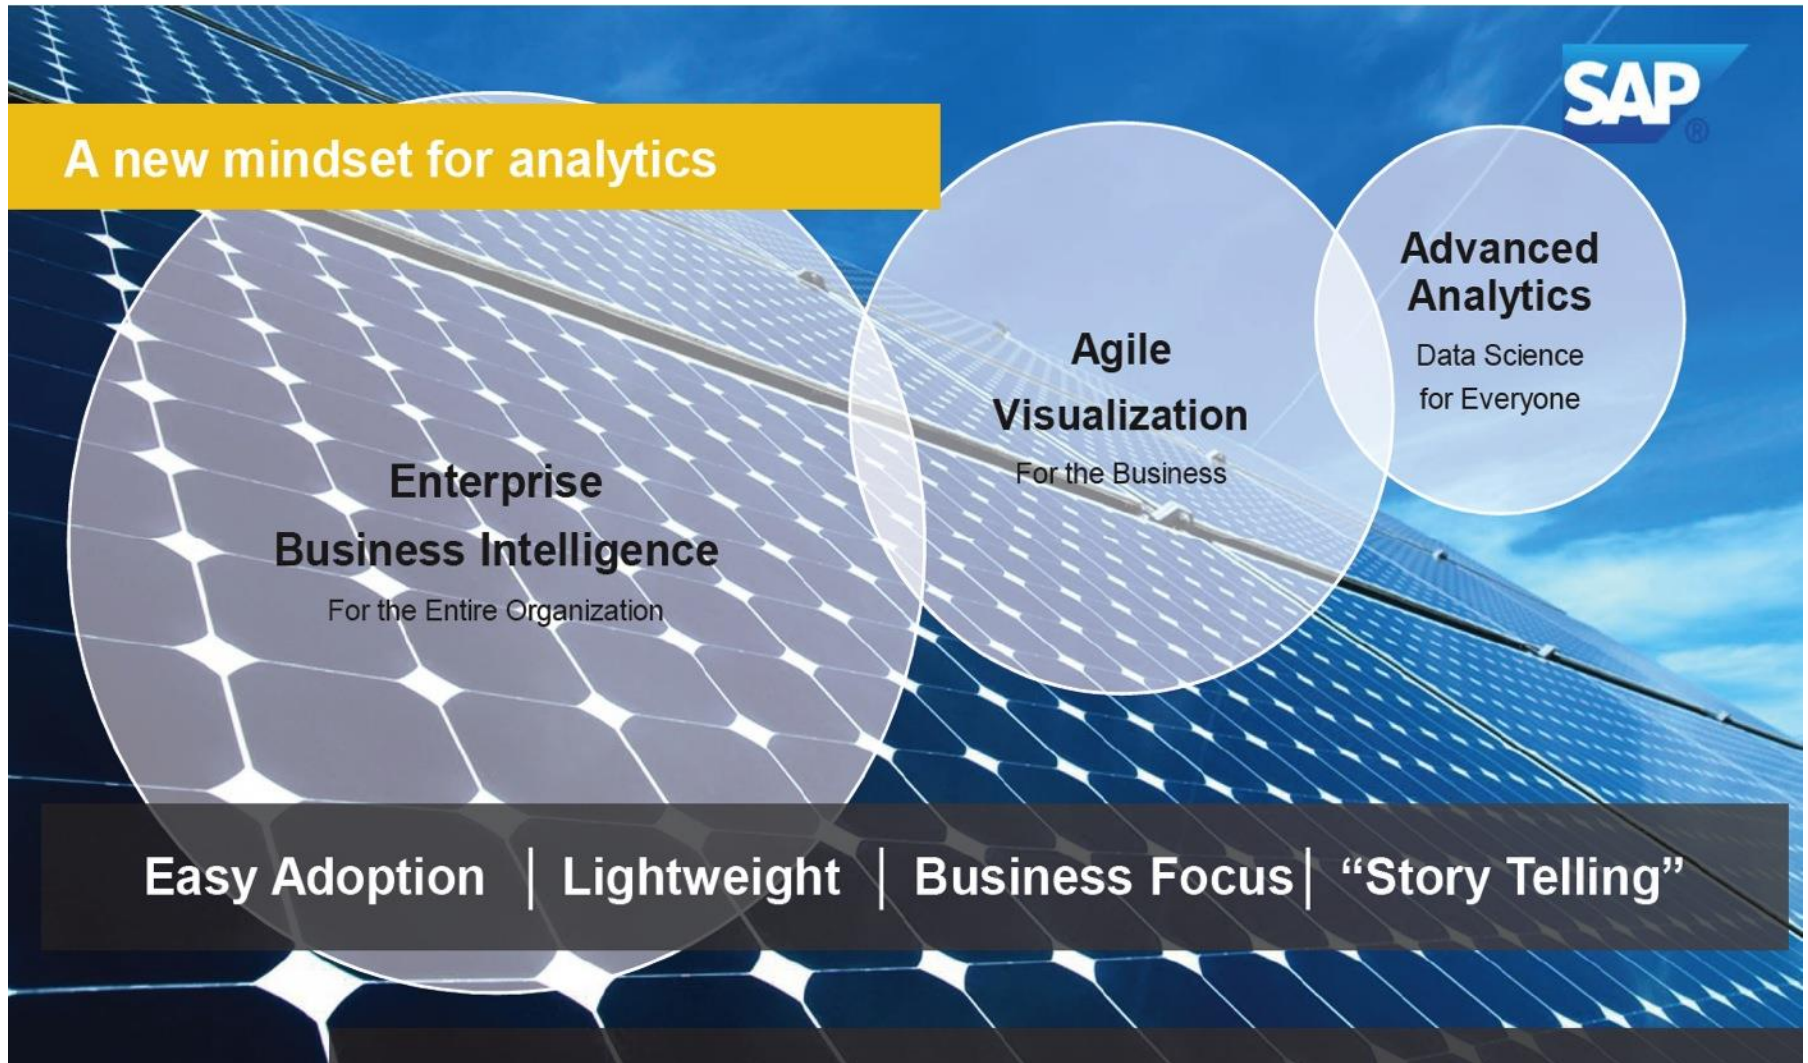 SAP
®
A new mindset for analytics
Advanced
Analytics
Data Science
for Everyone
Agile
Visualization
For the Business
Enterprise
Business Intelligence
For the Entire Organization
Easy Adoption | Lightweight | Business Focus | “Story Telling”